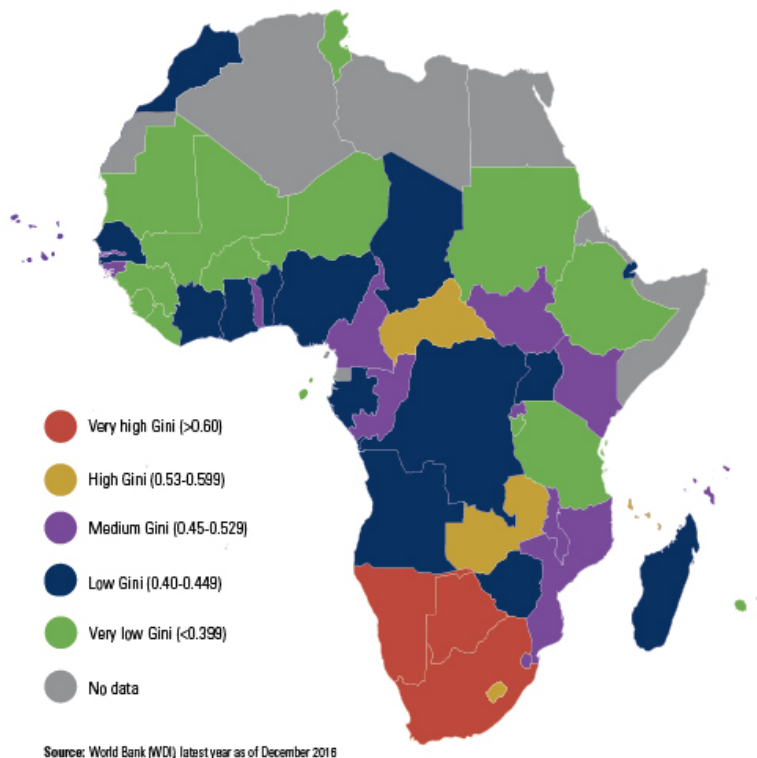 Very high Gini (>0.60)
High Gini (0.53-0.599)
Medium Gini (0.45-0.529)
Low Gini (0.40-0.449)
Very low Gini (<0.399)
No data
Source: World Bank (WDI), latest year as of December 2016